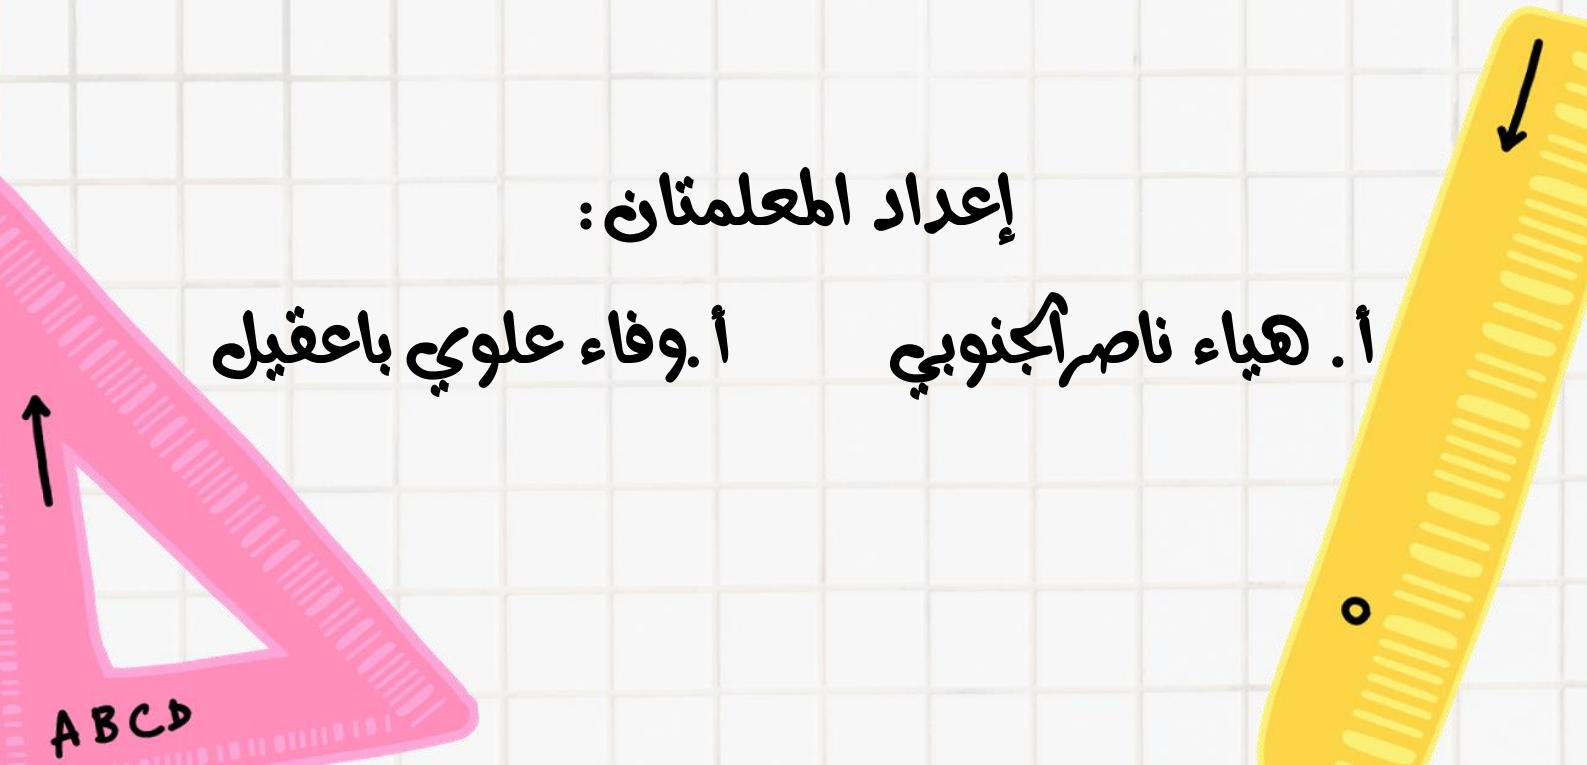 إعداد المعلمتان:
أ. هياء ناصر الجنوبي أ.وفاء علوي باعقيل
ABCD